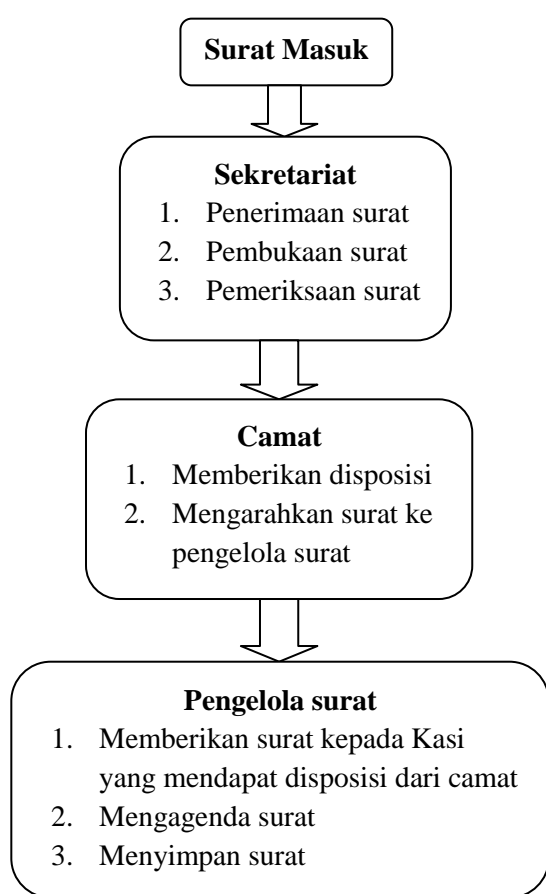 Surat Masuk
Sekretariat
1. Penerimaan surat
2. Pembukaan surat
3. Pemeriksaan surat
Camat
1. Memberikan disposisi
2. Mengarahkan surat ke
pengelola surat
Pengelola surat
1. Memberikan surat kepada Kasi
yang mendapat disposisi dari camat
2. Mengagenda surat
3. Menyimpan surat